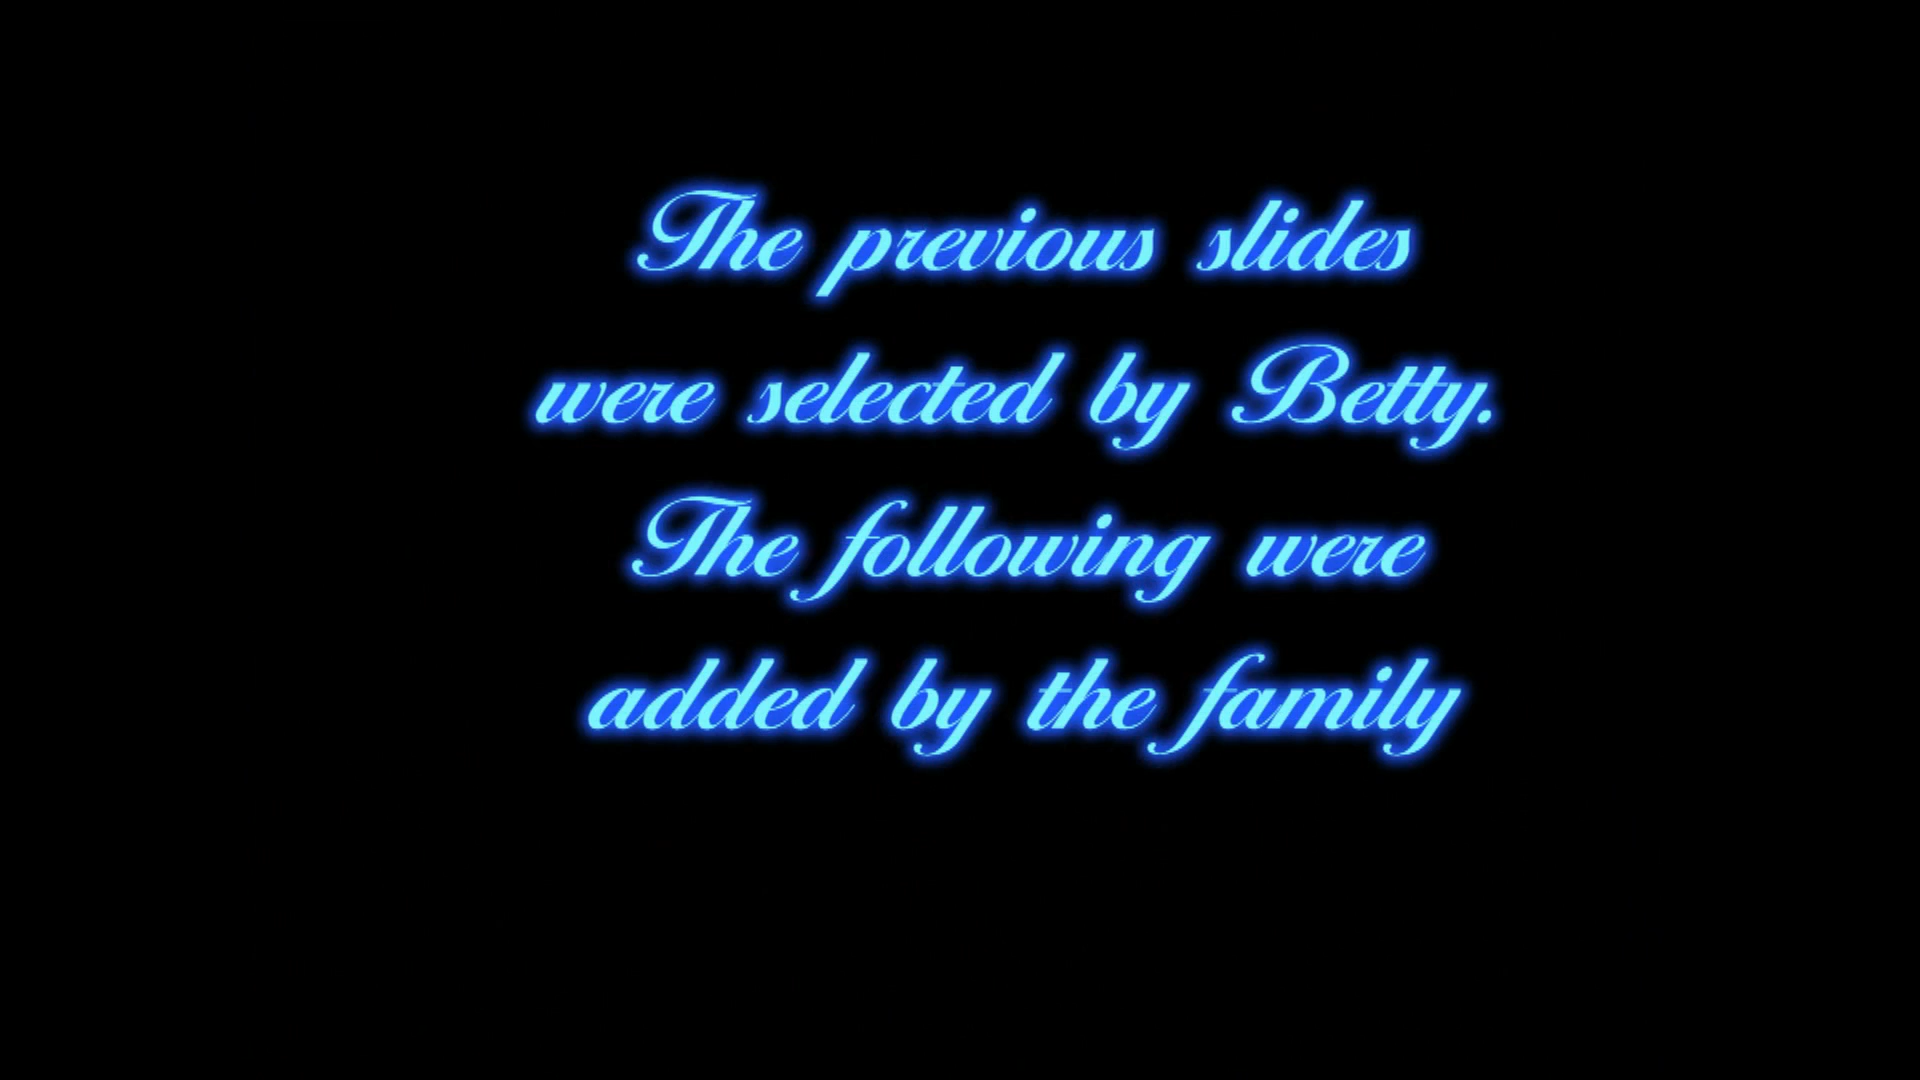 The previous slides
were selected by Betty.
The following were
added by the family